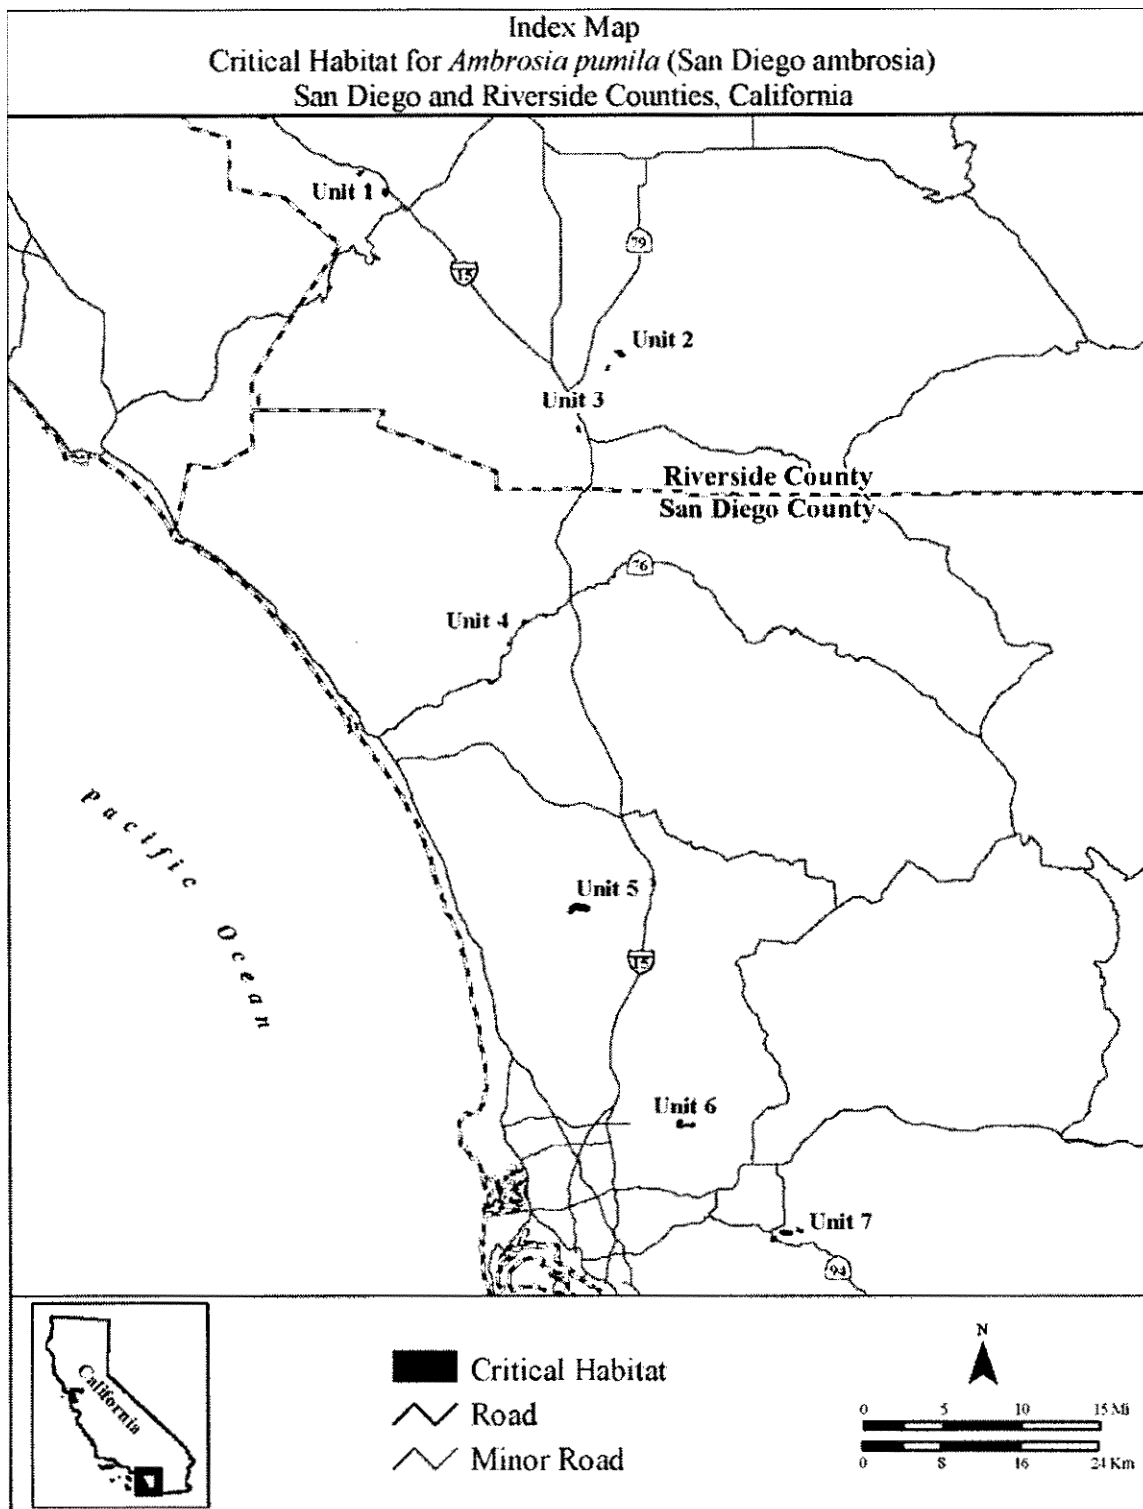 Index Map
Critical Habitat for Ambrosia pumila (San Diego ambrosia)
San Diego and Riverside Counties, California
Unit 1
79
15
Unit 2
Unit 3
Riverside County
San Diego County
76
Unit 4
Pacific Ocean
Unit 5
15
Unit 6
Unit 7
94
California
Critical Habitat
Road
Minor Road
N
0 5 10 15 Mi
0 8 16 24 Km